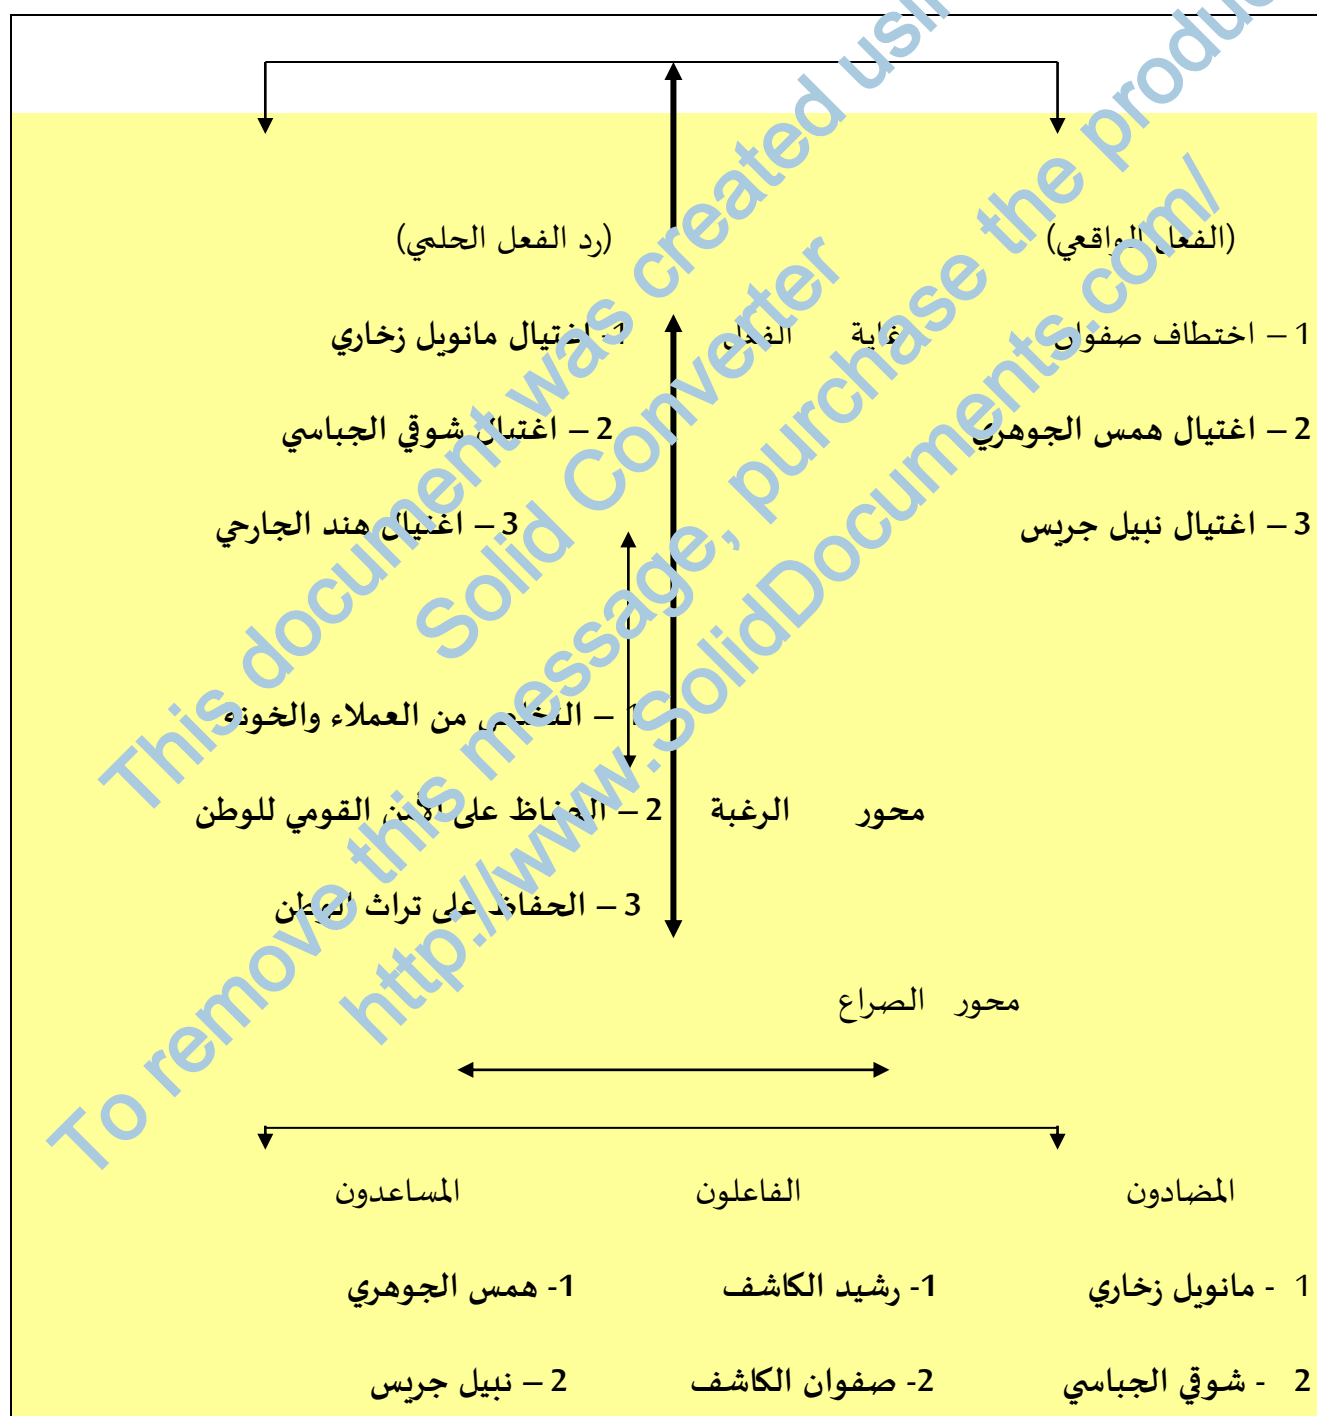 (الفعل الواقعي) (رد الفعل الحلمي)
1 – اختطاف صفوان غاية الفعل 1- اغتيال مانويل زخاري
2 – اغتيال همس الجوهري 2 – اغتيال شوقي الجباسي
3 – اغتيال نبيل جريس 3 – اغتيال هند الجارحي
1 – التخلص من العملاء والخونة
محور الرغبة 2 – الحفاظ على الأمن القومي للوطن
3 – الحفاظ على تراث الوطن
محور الصراع
المضادون الفاعلون المساعدون
1 - مانويل زخاري 1- رشيد الكاشف 1- همس الجوهري
2 - شوقي الجباسي 2- صفوان الكاشف 2 – نبيل جريس
This document was created
Solid Converter
To remove this message, purchase the
http://www.SolidDocuments.com/